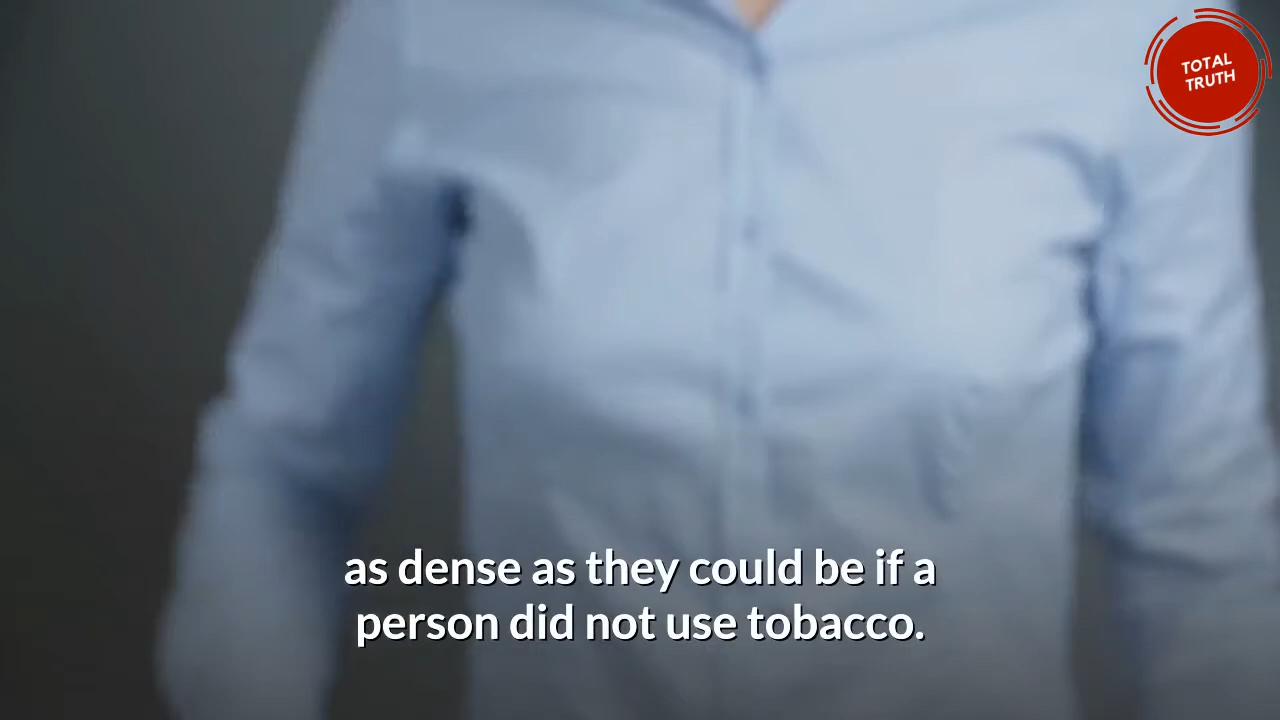 TOTAL
TRUTH
as dense as they could be if a
person did not use tobacco.